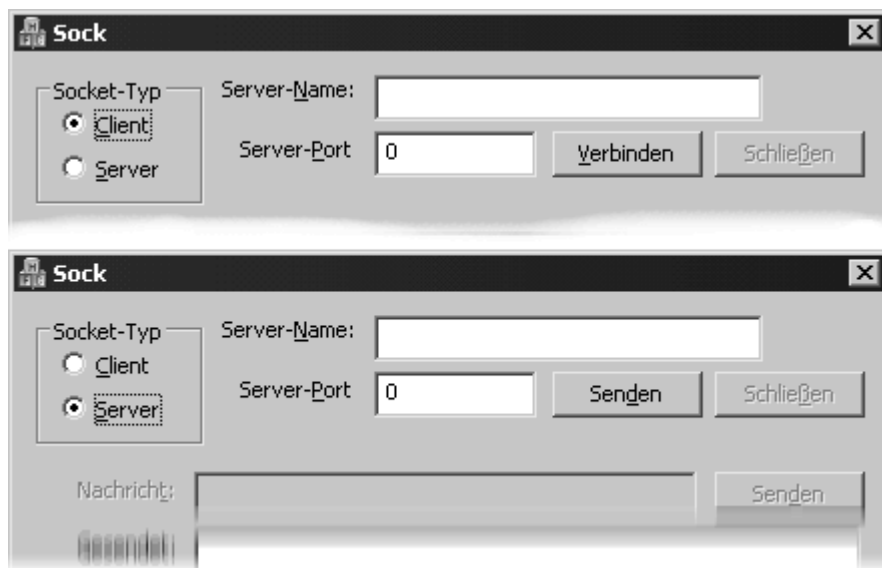 Sock
Socket-Typ
Client
Server
Server-Name:
Server-Port 0 Verbinden Schließen
Sock
Socket-Typ
Client
Server
Server-Name:
Server-Port 0 Senden Schließen
Nachricht: Senden
Gesendet: